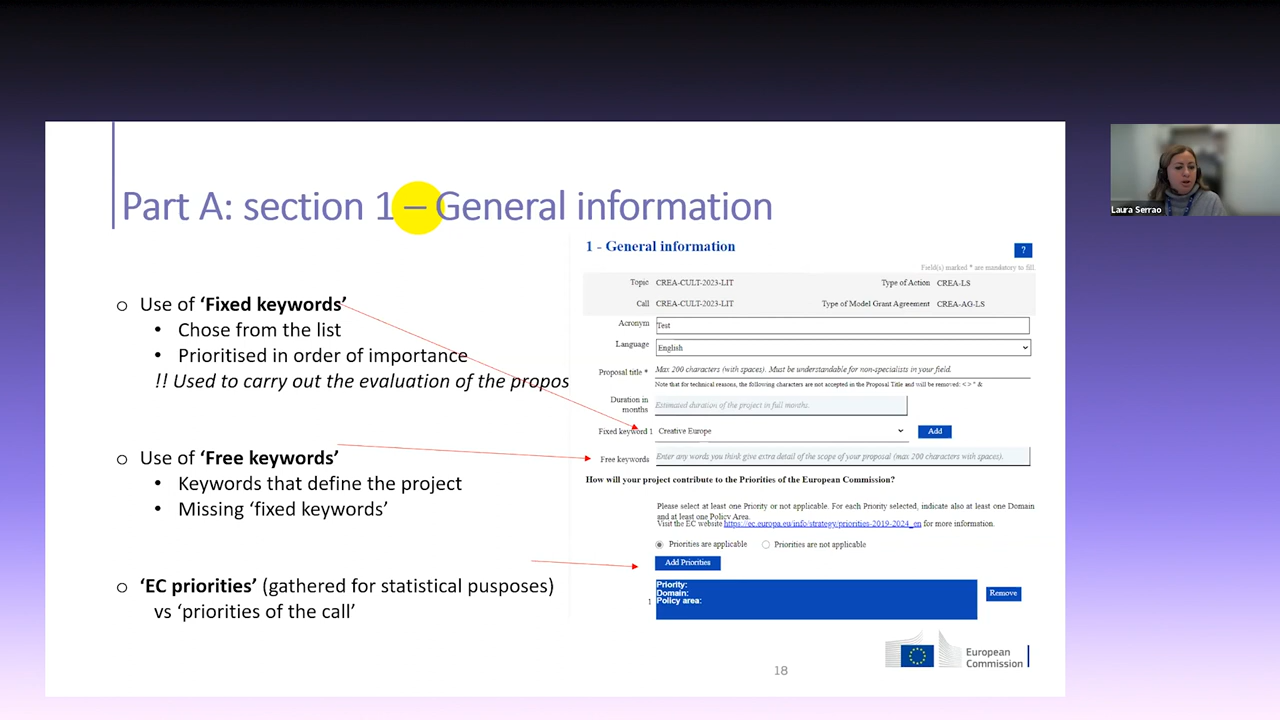 Part A: section 1 – General information
o Use of ‘Fixed keywords’
• Chose from the list
• Prioritised in order of importance
!! Used to carry out the evaluation of the propos
o Use of ‘Free keywords’
• Keywords that define the project
• Missing ‘fixed keywords’
o ‘EC priorities’ (gathered for statistical pusposes)
vs ‘priorities of the call’
1 - General information
?
Field(s) marked * are mandatory to fill.
Topic CREA-CULT-2023-LIT Type of Action CREA-LS
Call CREA-CULT-2023-LIT Type of Model Grant Agreement CREA-AG-LS
Acronym Test
Language English
Proposal title * Max 200 characters (with spaces). Must be understandable for non-specialists in your field.
Note that for technical reasons, the following characters are not accepted in the Proposal Title and will be removed: < > " &
Duration in
months Estimated duration of the project in full months.
Fixed keyword 1 Creative Europe Add
Free keywords Enter any words you think give extra detail of the scope of your proposal (max 200 characters with spaces).
How will your project contribute to the Priorities of the European Commission?
Please select at least one Priority or not applicable. For each Priority selected, indicate also at least one Domain
and at least one Policy Area.
Visit the EC website https://ec.europa.eu/info/strategy/priorities-2019-2024_en for more information.
Priorities are applicable Priorities are not applicable
Add Priorities
Priority:
Domain:
1 Policy area:
Remove
European
Commission
18
Laura Serrao